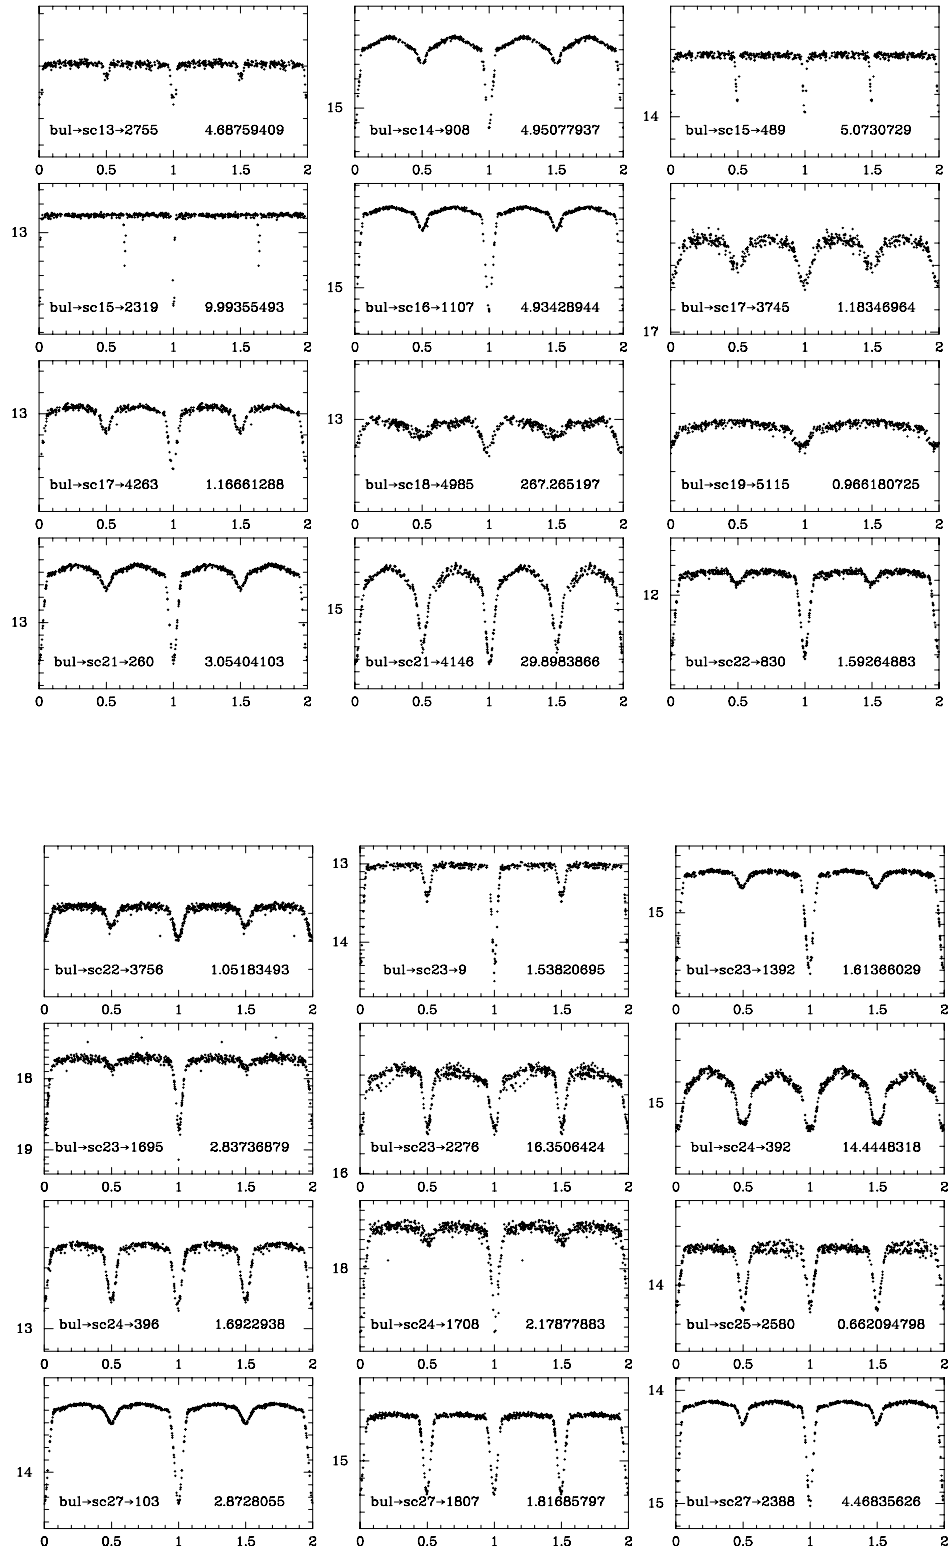 bul→sc13→2755 4.68759409
0 0.5 1 1.5 2
15
bul→sc14→908 4.95077937
0 0.5 1 1.5 2
14
bul→sc15→489 5.0730729
0 0.5 1 1.5 2
13
bul→sc15→2319 9.99355493
0 0.5 1 1.5 2
15
bul→sc16→1107 4.93428944
0 0.5 1 1.5 2
17
bul→sc17→3745 1.18346964
0 0.5 1 1.5 2
13
bul→sc17→4263 1.16661288
0 0.5 1 1.5 2
13
bul→sc18→4985 267.265197
0 0.5 1 1.5 2
bul→sc19→5115 0.966180725
0 0.5 1 1.5 2
13
bul→sc21→260 3.05404103
0 0.5 1 1.5 2
15
bul→sc21→4146 29.8983866
0 0.5 1 1.5 2
12
bul→sc22→830 1.59264883
0 0.5 1 1.5 2
bul→sc22→3756 1.05183493
0 0.5 1 1.5 2
13
14
bul→sc23→9 1.53820695
0 0.5 1 1.5 2
15
bul→sc23→1392 1.61366029
0 0.5 1 1.5 2
18
19
bul→sc23→1695 2.83736879
0 0.5 1 1.5 2
16
bul→sc23→2276 16.3506424
0 0.5 1 1.5 2
15
bul→sc24→392 14.4448318
0 0.5 1 1.5 2
13
bul→sc24→396 1.6922938
0 0.5 1 1.5 2
18
bul→sc24→1708 2.17877883
0 0.5 1 1.5 2
14
bul→sc25→2580 0.662094798
0 0.5 1 1.5 2
14
bul→sc27→103 2.8728055
0 0.5 1 1.5 2
15
bul→sc27→1807 1.81685797
0 0.5 1 1.5 2
14
15
bul→sc27→2388 4.46835626
0 0.5 1 1.5 2